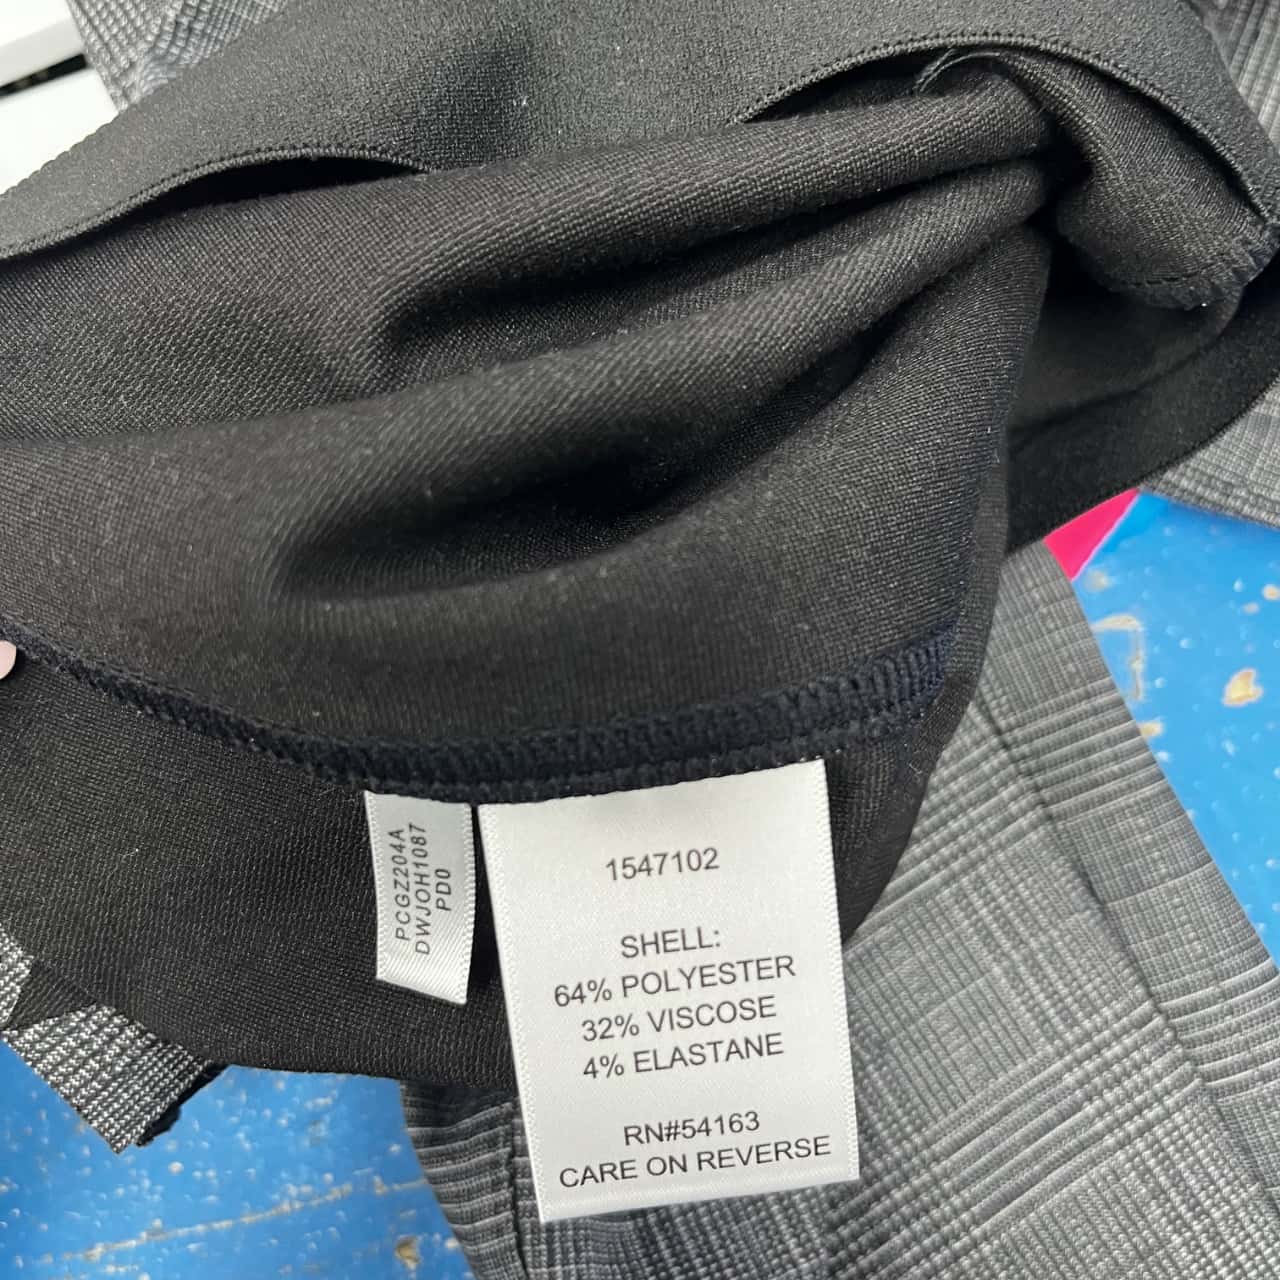 PCGZ204A
DWJOH1087
PD0
1547102
SHELL:
64% POLYESTER
32% VISCOSE
4% ELASTANE
RN#54163
CARE ON REVERSE